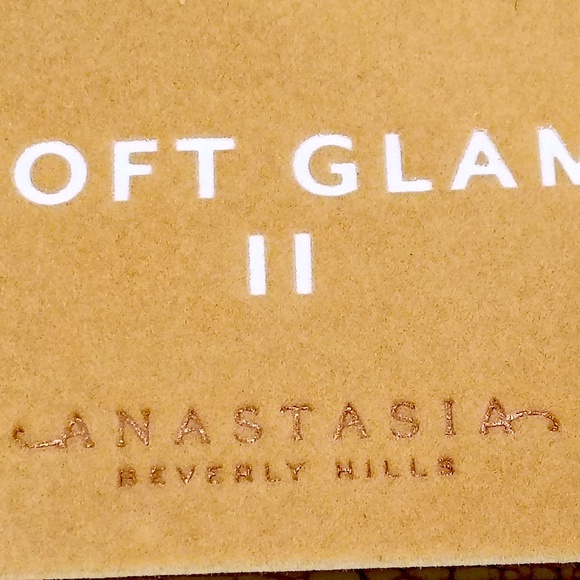 OFT GLAM
II
ANASTASIA
BEVERLY HILLS